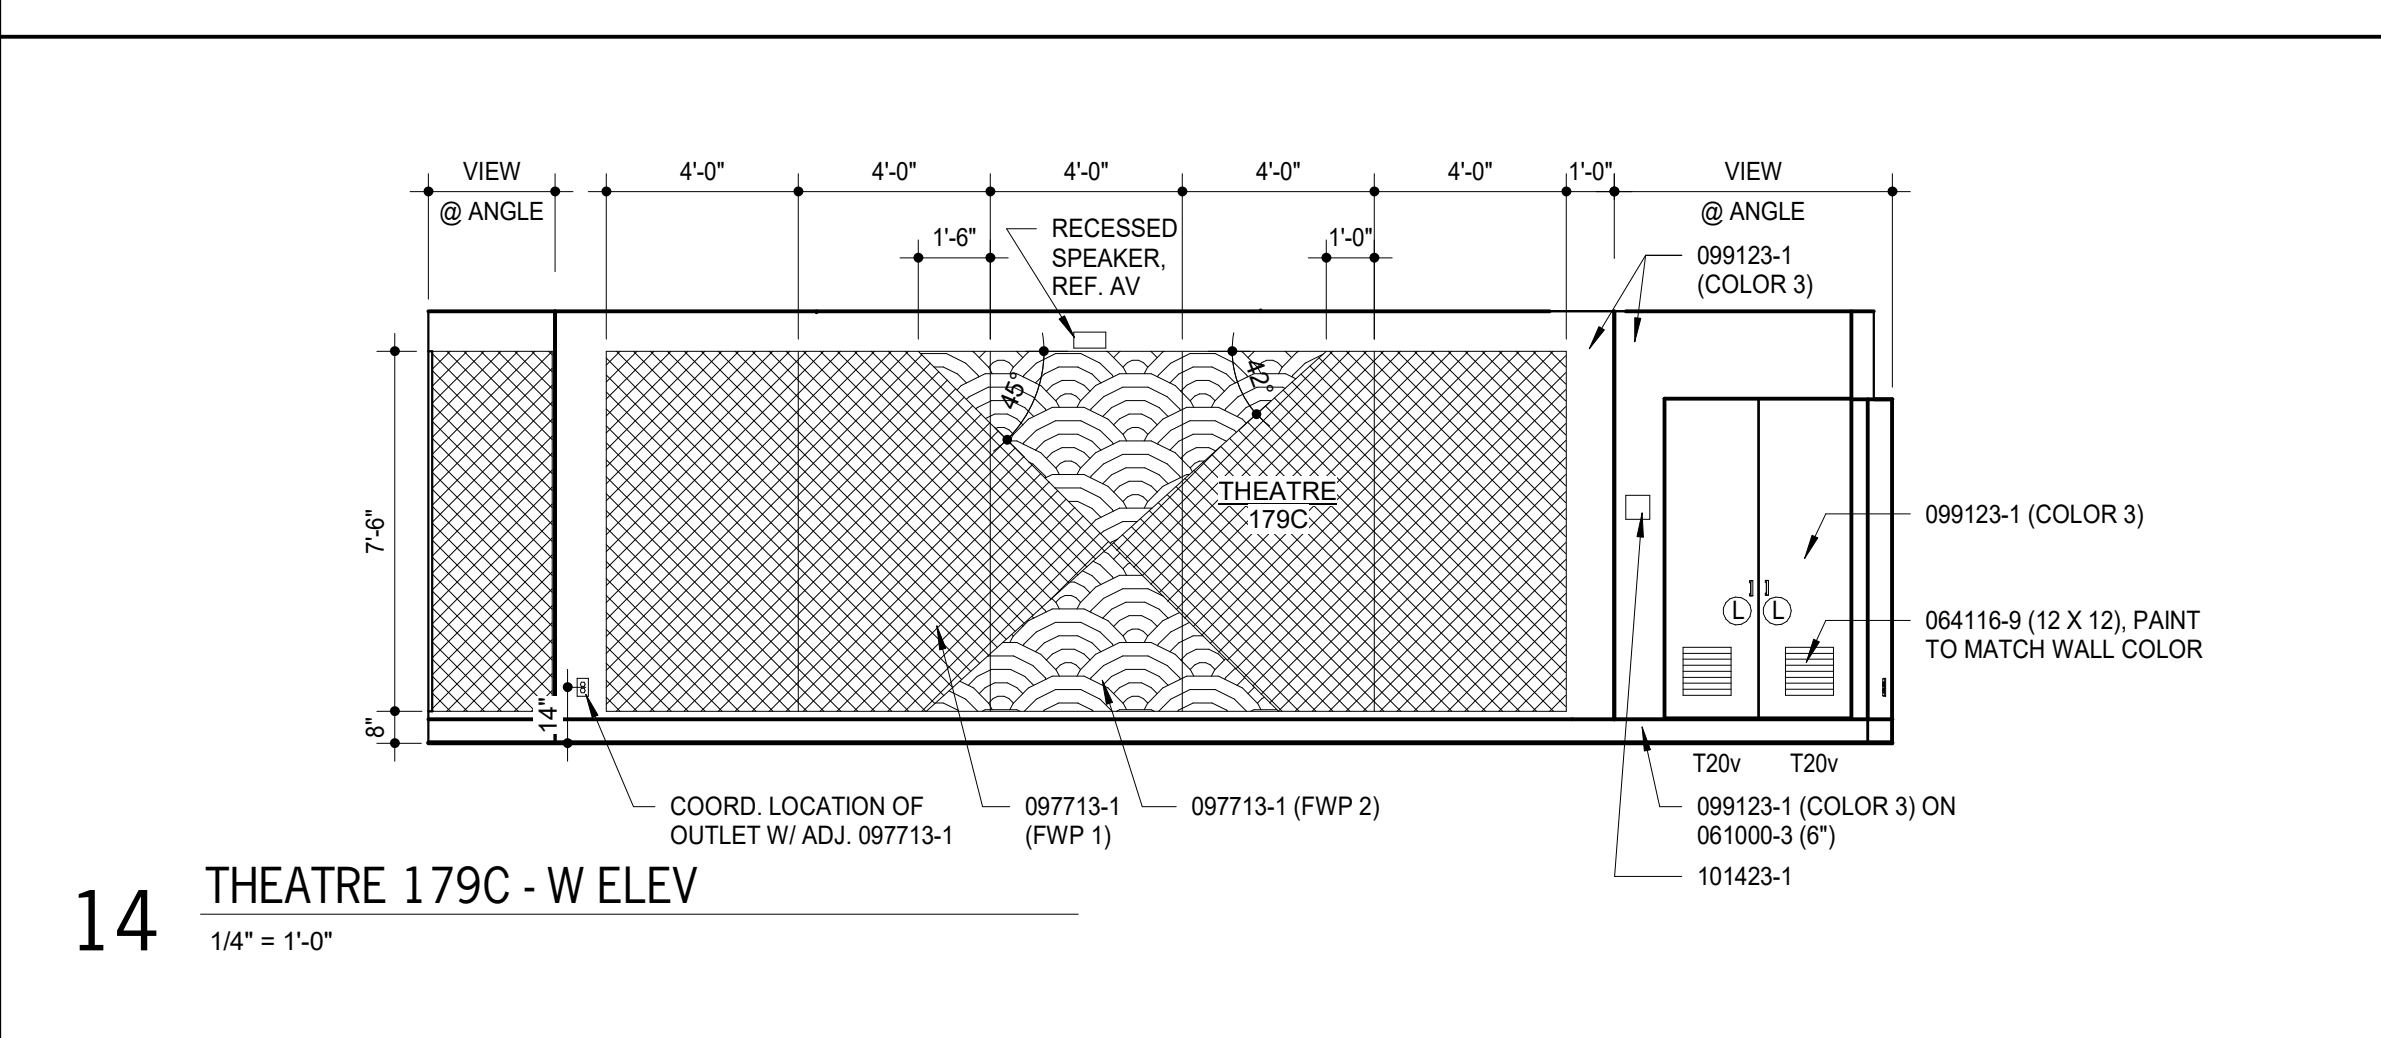 VIEW
@ ANGLE
4'-0"
4'-0"
4'-0"
4'-0"
4'-0"
1'-0"
VIEW
@ ANGLE
1'-6"
RECESSED
SPEAKER,
REF. AV
1'-0"
099123-1
(COLOR 3)
45°
42°
THEATRE
179C
7'-6"
8"
14"
099123-1 (COLOR 3)
L
L
064116-9 (12 X 12), PAINT
TO MATCH WALL COLOR
T20v
T20v
COORD. LOCATION OF
OUTLET W/ ADJ. 097713-1
097713-1
(FWP 1)
097713-1 (FWP 2)
099123-1 (COLOR 3) ON
061000-3 (6")
101423-1
14
THEATRE 179C - W ELEV
1/4" = 1'-0"